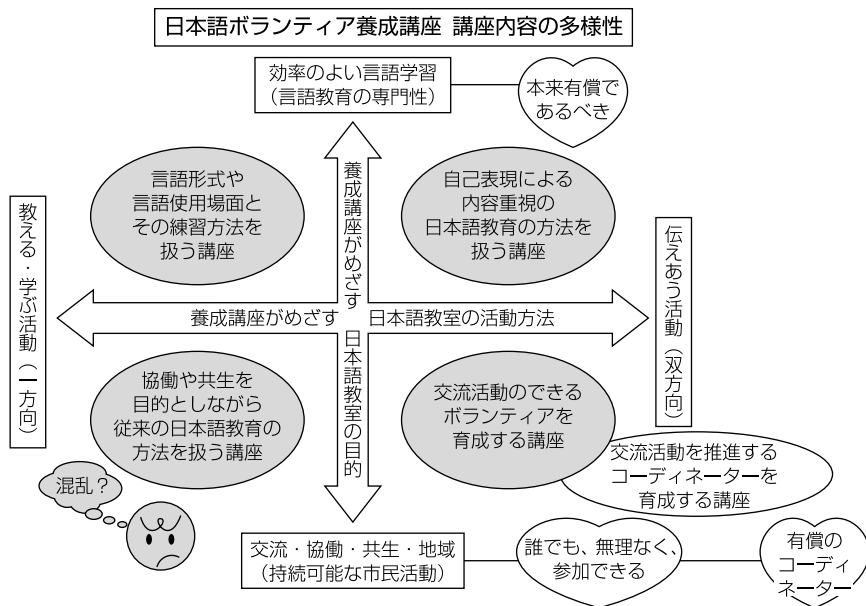 日本語ボランティア養成講座 講座内容の多様性
効率のよい言語学習
（言語教育の専門性）
本来有償で
あるべき
言語形式や
言語使用場面と
その練習方法を
扱う講座
自己表現による
内容重視の
日本語教育の方法を
扱う講座
教える・学ぶ活動（一方向）
養成講座がめざす 日本語教室の目的
養成講座がめざす 日本語教室の活動方法
伝えあう活動（双方向）
協働や共生を
目的としながら
従来の日本語教育の
方法を扱う講座
交流活動のできる
ボランティアを
育成する講座
交流活動を推進する
コーディネーターを
育成する講座
混乱？
交流・協働・共生・地域
（持続可能な市民活動）
誰でも、無理なく、
参加できる
有償の
コーディ
ネーター